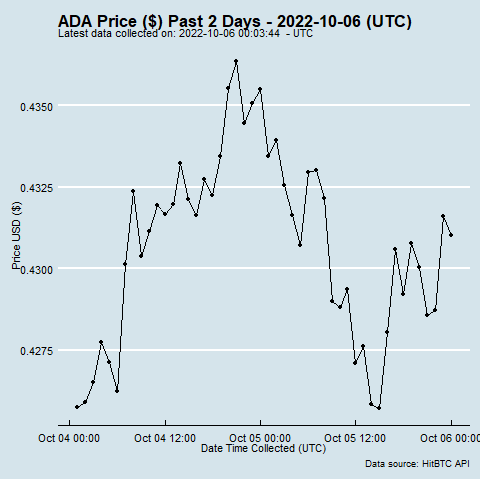 ADA Price ($) Past 2 Days - 2022-10-06 (UTC)
Latest data collected on: 2022-10-06 00:03:44 - UTC
0.4350
0.4325
0.4300
0.4275
Price USD ($)
Oct 04 00:00 Oct 04 12:00 Oct 05 00:00 Oct 05 12:00 Oct 06 00:00
Date Time Collected (UTC)
Data source: HitBTC API